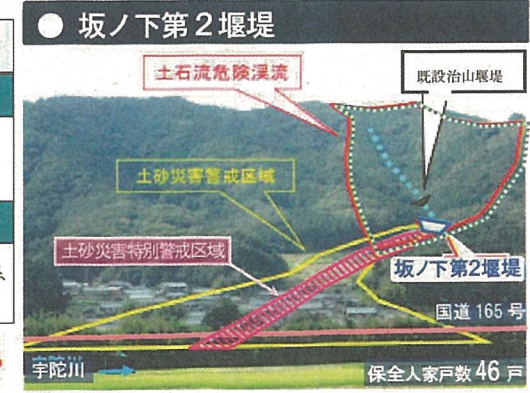 ● 坂ノ下第２堰堤
土石流危険渓流
既設治山堰堤
土砂災害警戒区域
土砂災害特別警戒区域
坂ノ下第2堰堤
国道 165 号
宇陀川
保全人家戸数 46 戸